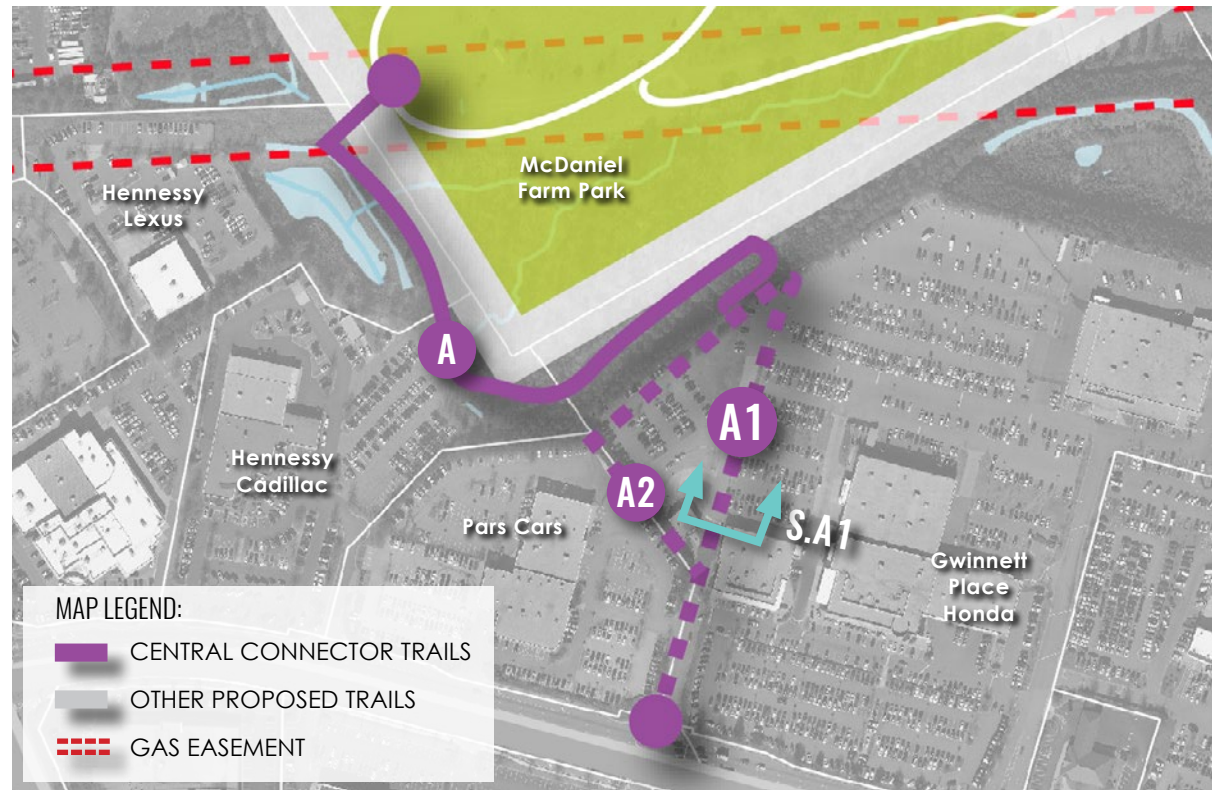 McDaniel
Farm Park
Hennessy
Lexus
A
A1
Hennessy
Cadillac
A2
Pars Cars
S.A1
Gwinnett
Place
Honda
MAP LEGEND:
CENTRAL CONNECTOR TRAILS
OTHER PROPOSED TRAILS
GAS EASEMENT